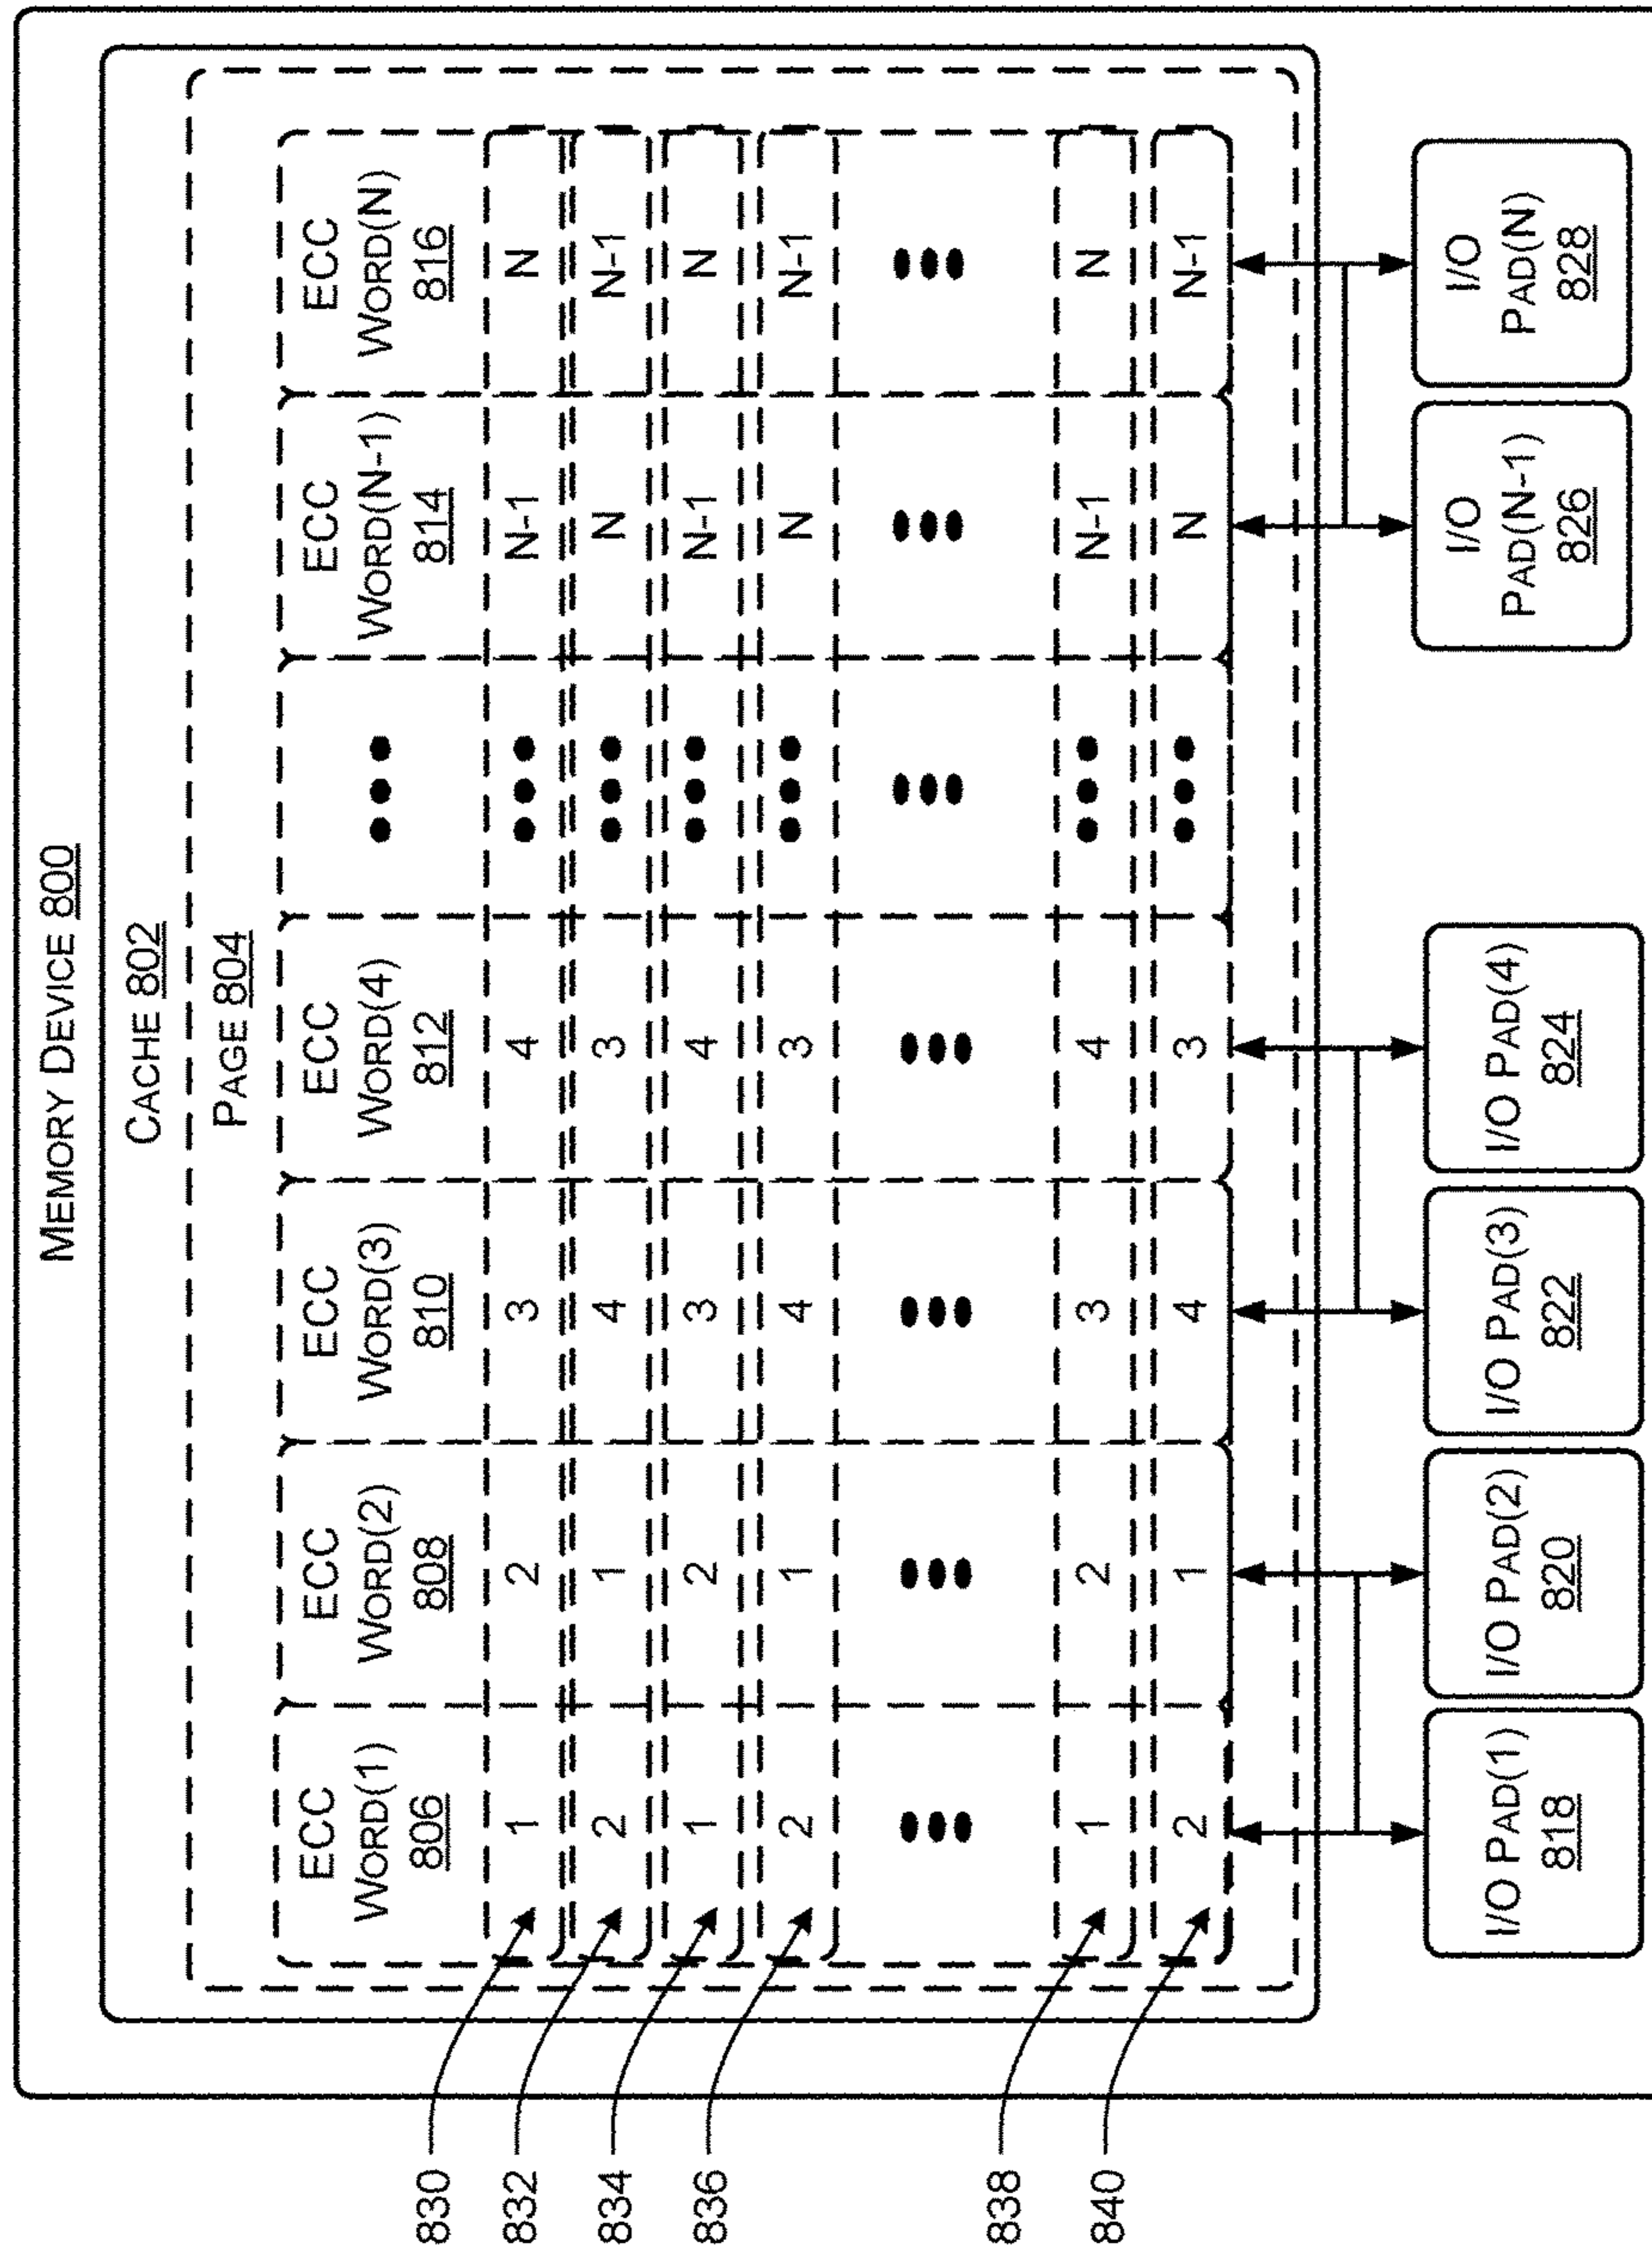 MEMORY DEVICE 800
CACHE 802
PAGE 804
ECC ECC ECC ECC ••• ECC ECC
WORD(1) WORD(2) WORD(3) WORD(4) WORD(N-1) WORD(N)
806 808 810 812 814 816
830 1 2 3 4 ••• N-1 N
832 2 1 4 3 ••• N N-1
834 1 2 3 4 ••• N-1 N
836 2 1 4 3 ••• N N-1
838 1 2 3 4 ••• N-1 N
840 2 1 4 3 ••• N N-1
I/O PAD(1) I/O PAD(2) I/O PAD(3) I/O PAD(4) I/O I/O
PAD(N-1) PAD(N)
818 820 822 824 826 828